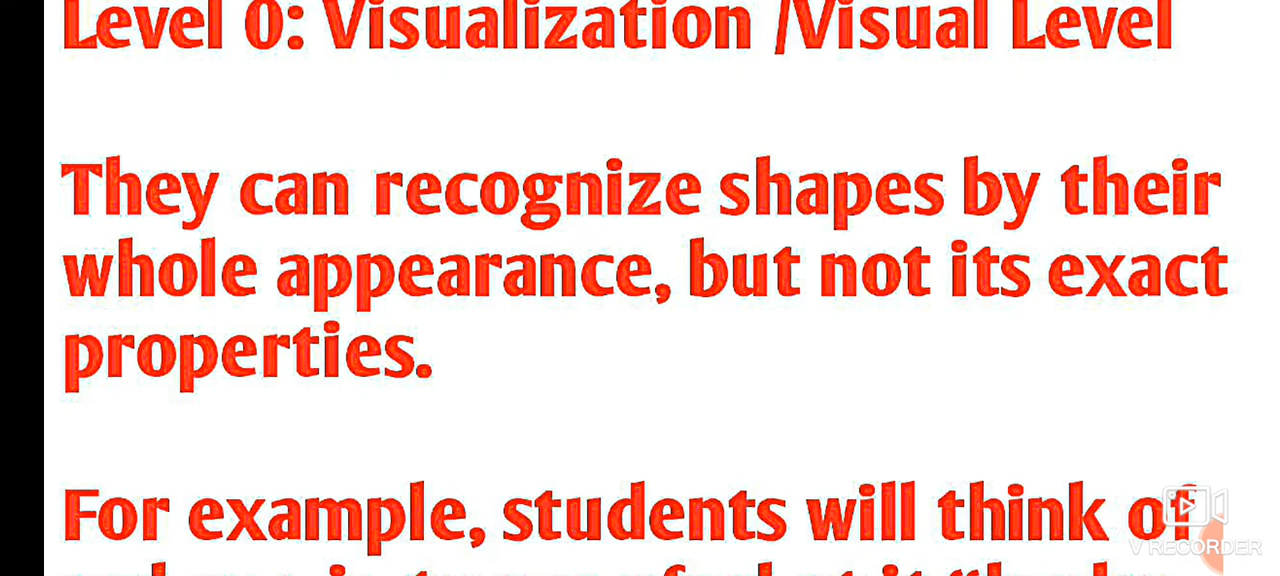 Level 0: Visualization /Visual Level
They can recognize shapes by their
whole appearance, but not its exact
properties.
For example, students will think of
V RECORDER